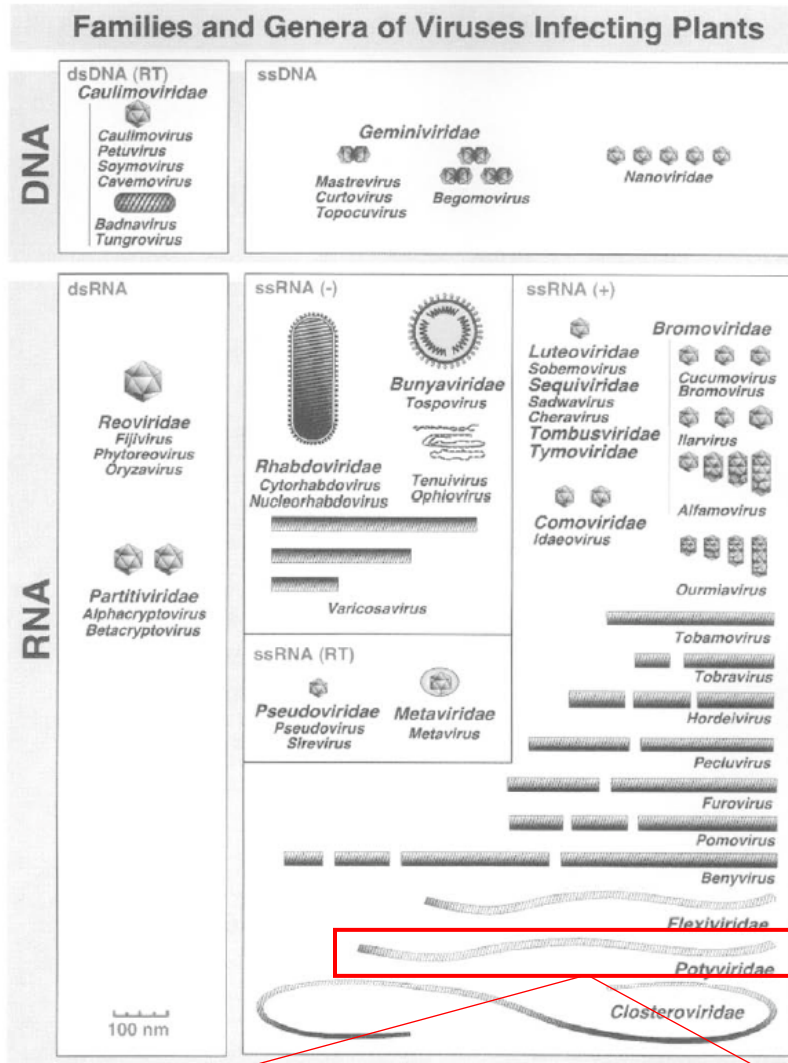 Families and Genera of Viruses Infecting Plants
DNA
dsDNA (RT)
Caulimoviridae
Caulimovirus
Petuvirus
Soymovirus
Cavemovirus
Badnavirus
Tungrovirus
ssDNA
Geminiviridae
Mastrevirus
Curtovirus
Topocuvirus
Begomovirus
Nanoviridae
RNA
dsRNA
Reoviridae
Fijivirus
Phytoreovirus
Oryzavirus
Partitiviridae
Alphacryptovirus
Betacryptovirus
100 nm
ssRNA (-)
Rhabdoviridae
Cytorhabdovirus
Nucleorhabdovirus
Bunyaviridae
Tospovirus
Tenuivirus
Ophiovirus
Varicosavirus
ssRNA (RT)
Pseudoviridae
Pseudovirus
Sirevirus
Metaviridae
Metavirus
ssRNA (+)
Luteoviridae
Sobemovirus
Sequiviridae
Sadwavirus
Cheravirus
Tombusviridae
Tymoviridae
Comoviridae
Idaeovirus
Bromoviridae
Cucumovirus
Bromovirus
Ilarvirus
Alfamovirus
Ourmiavirus
Tobamovirus
Tobravirus
Hordeivirus
Pecluvirus
Furovirus
Pomovirus
Benyvirus
Flexiviridae
Potyviridae
Closteroviridae